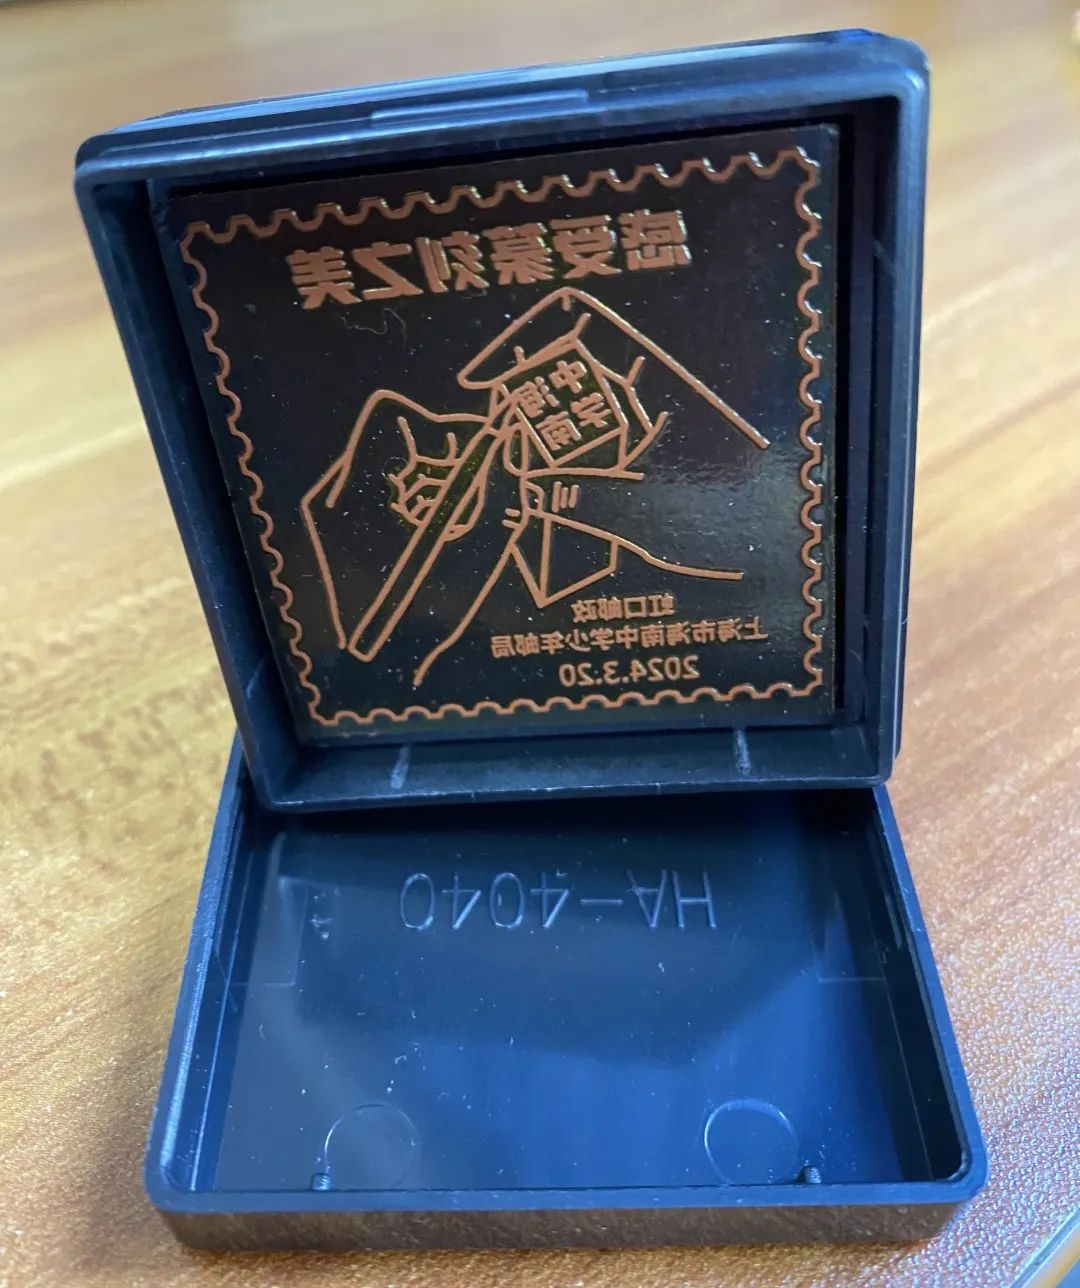 感受篆刻之美
海南
中学
虹口邮政
上海市海南中学少年邮局
2024.3.20
HA-4040